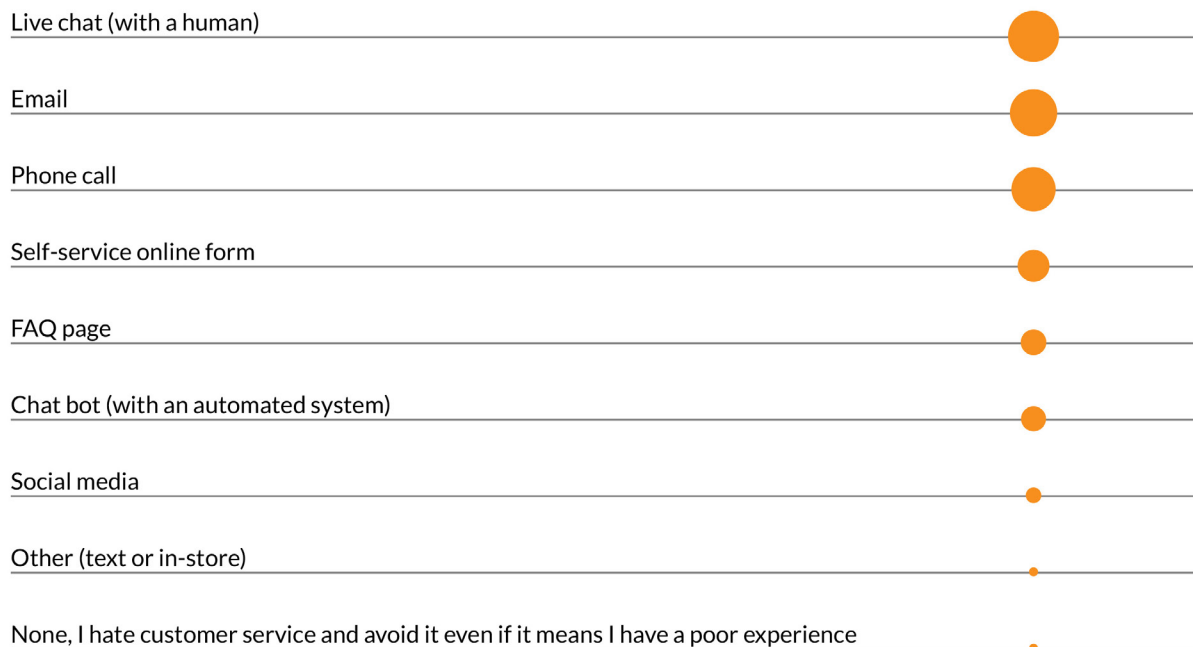 Live chat (with a human)
Email
Phone call
Self-service online form
FAQ page
Chat bot (with an automated system)
Social media
Other (text or in-store)
None, I hate customer service and avoid it even if it means I have a poor experience